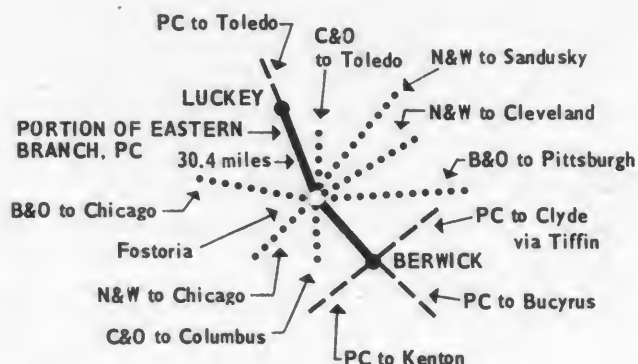 PC to Toledo
C&O
to Toledo
N&W to Sandusky
LUCKEY
N&W to Cleveland
PORTION OF EASTERN
BRANCH, PC
30.4 miles
B&O to Pittsburgh
B&O to Chicago
PC to Clyde
via Tiffin
Fostoria
BERWICK
N&W to Chicago
PC to Bucyrus
C&O to Columbus
PC to Kenton